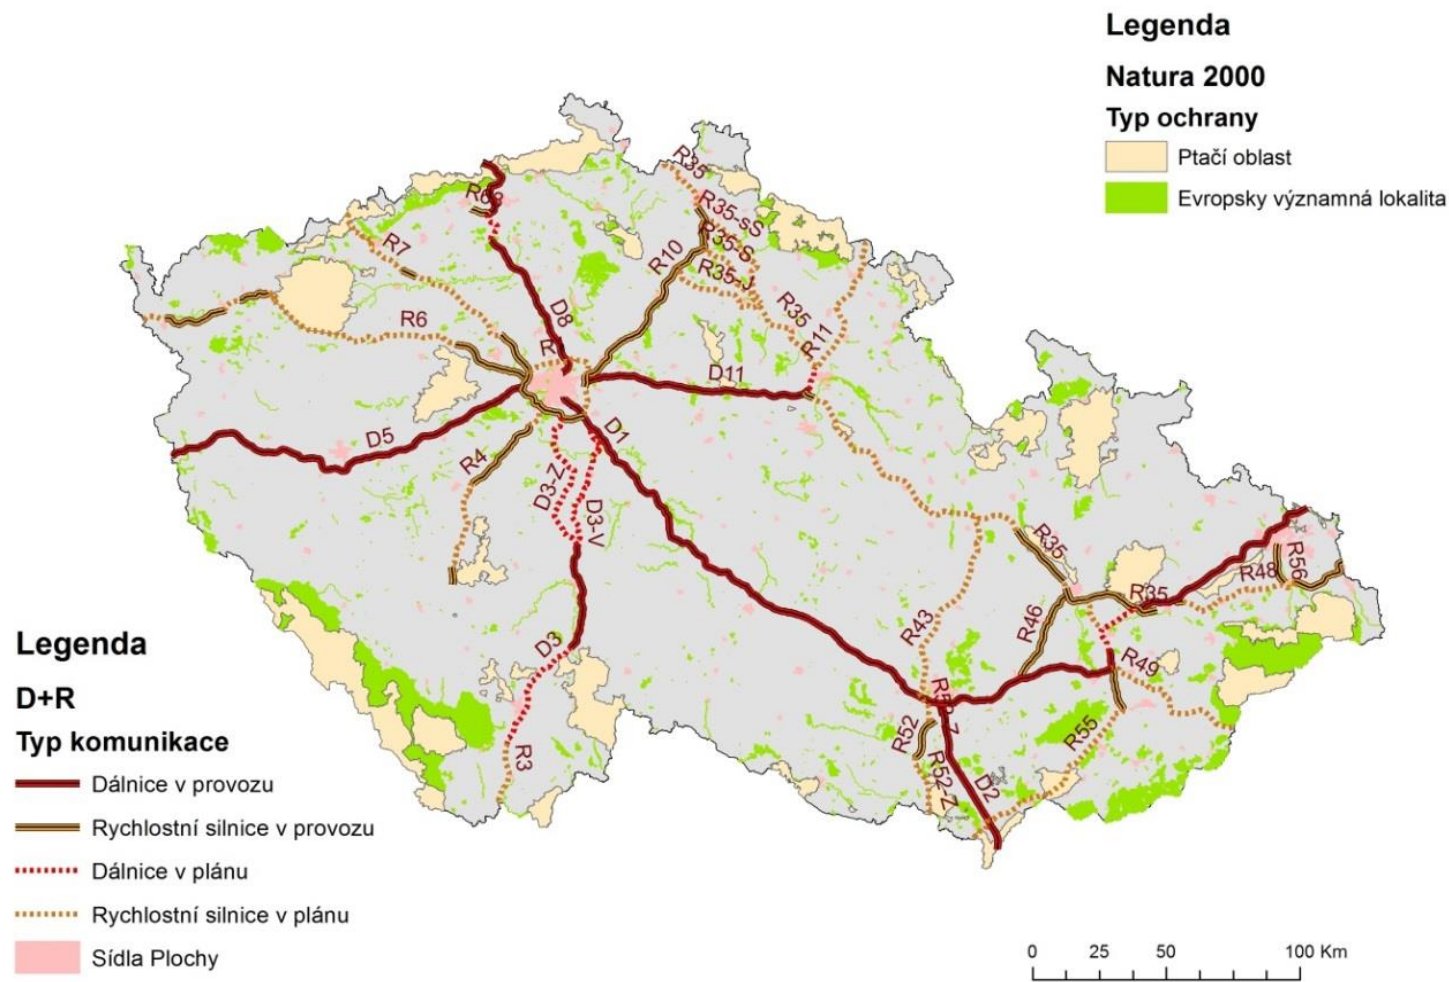 Legenda
Natura 2000
Typ ochrany
Ptačí oblast
Evropsky významná lokalita
R35
R63
R35-sS
R7
R35-S
R10
R35-J
R35
D8
R6
R11
R1
D11
D5
D1
R4
D3-Z
D3-V
R35
R56
R48
R35
R46
R43
D3
R49
R52
R55
R3
R52-Z
D2
Legenda
D+R
Typ komunikace
Dálnice v provozu
Rychlostní silnice v provozu
Dálnice v plánu
Rychlostní silnice v plánu
Sídla Plochy
0 25 50 100 Km